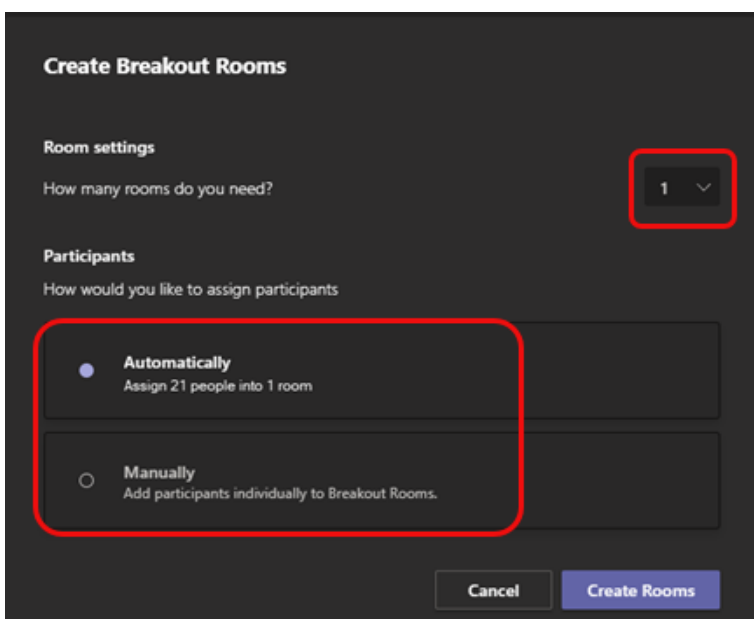 Create Breakout Rooms
Room settings
How many rooms do you need?
1
Participants
How would you like to assign participants
Automatically
Assign 21 people into 1 room
Manually
Add participants individually to Breakout Rooms.
Cancel
Create Rooms